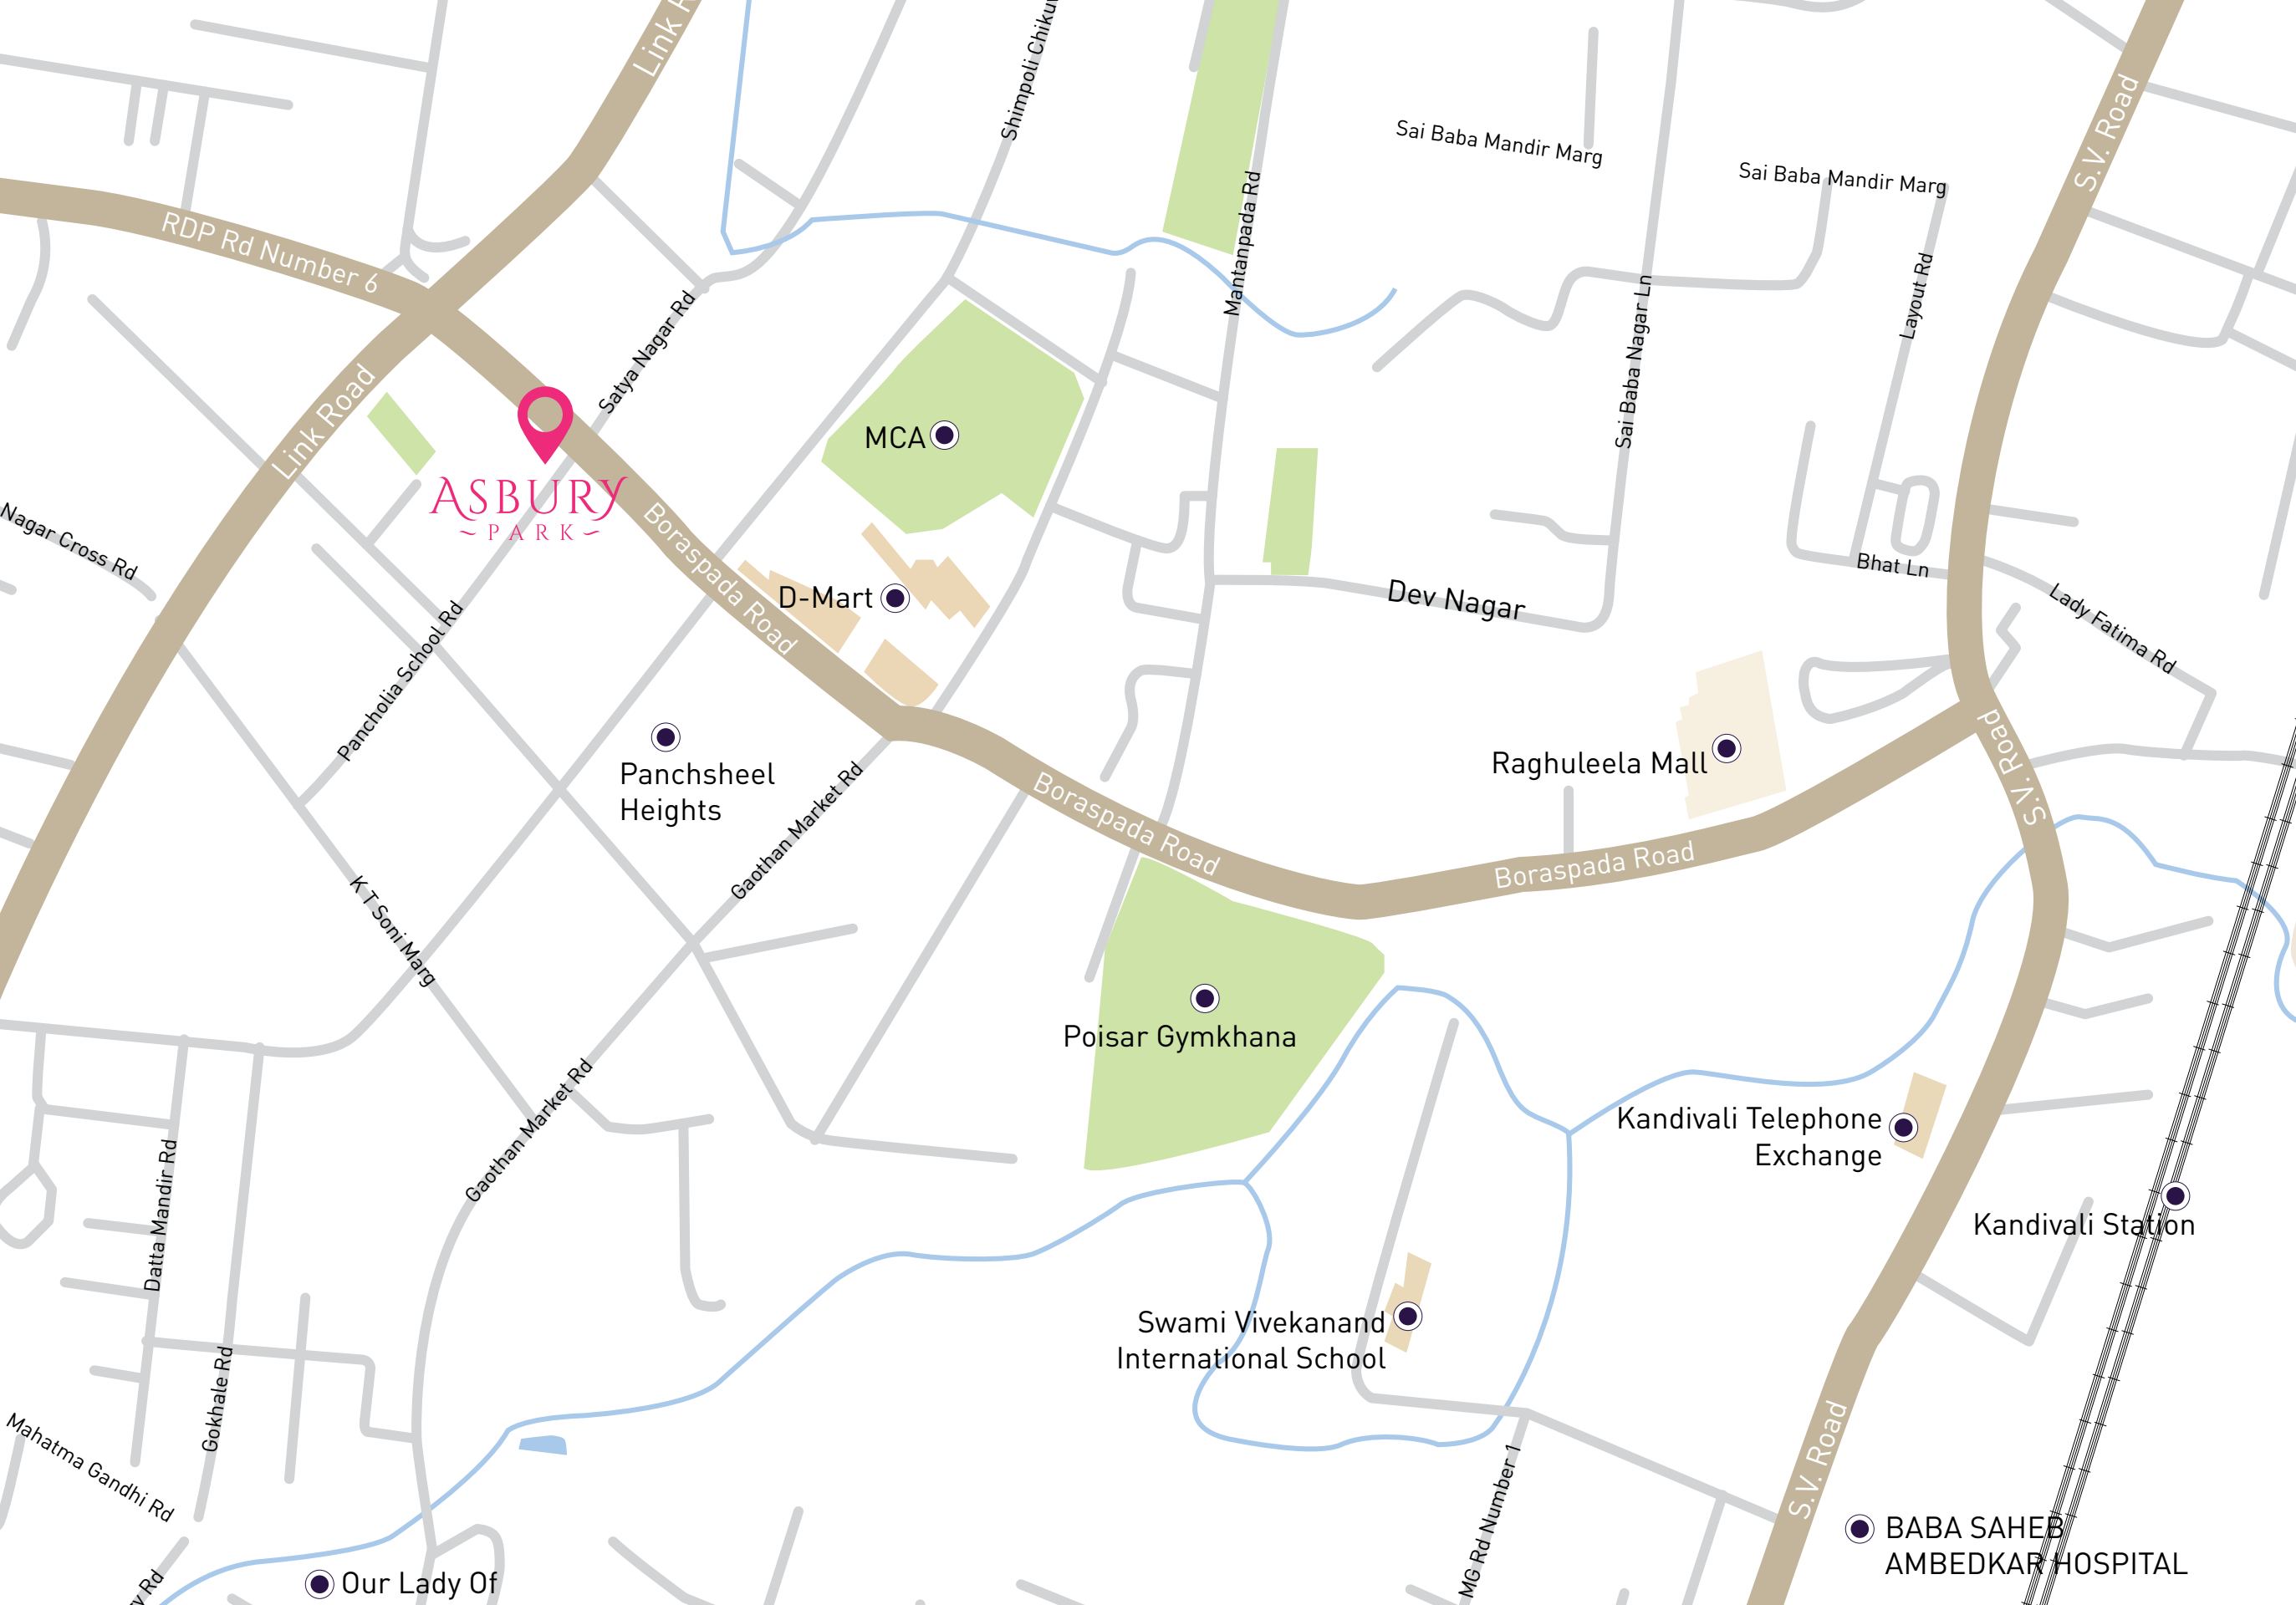 Link R
Shimpoli Chiku
S.V. Road
Sai Baba Mandir Marg
Sai Baba Mandir Marg
RDP Rd Number 6
Mantanpada Rd
Layout Rd
Satya Nagar Rd
Sai Baba Nagar Ln
Link Road
MCA
ASBURY
PARK
Nagar Cross Rd
Boraspada Road
D-Mart
Dev Nagar
Bhat Ln
Lady Fatima Rd
Pancholia School Rd
Panchsheel
Heights
Gaothan Market Rd
Boraspada Road
Raghuleela Mall
S.V. Road
Boraspada Road
K T Soni Marg
Poisar Gymkhana
Gaothan Market Rd
Kandivali Telephone
Exchange
Kandivali Station
Datta Mandir Rd
Swami Vivekanand
International School
Gokhale Rd
Mahatma Gandhi Rd
MG Rd Number 1
S.V. Road
BABA SAHEB
AMBEDKAR HOSPITAL
Our Lady Of
Rd